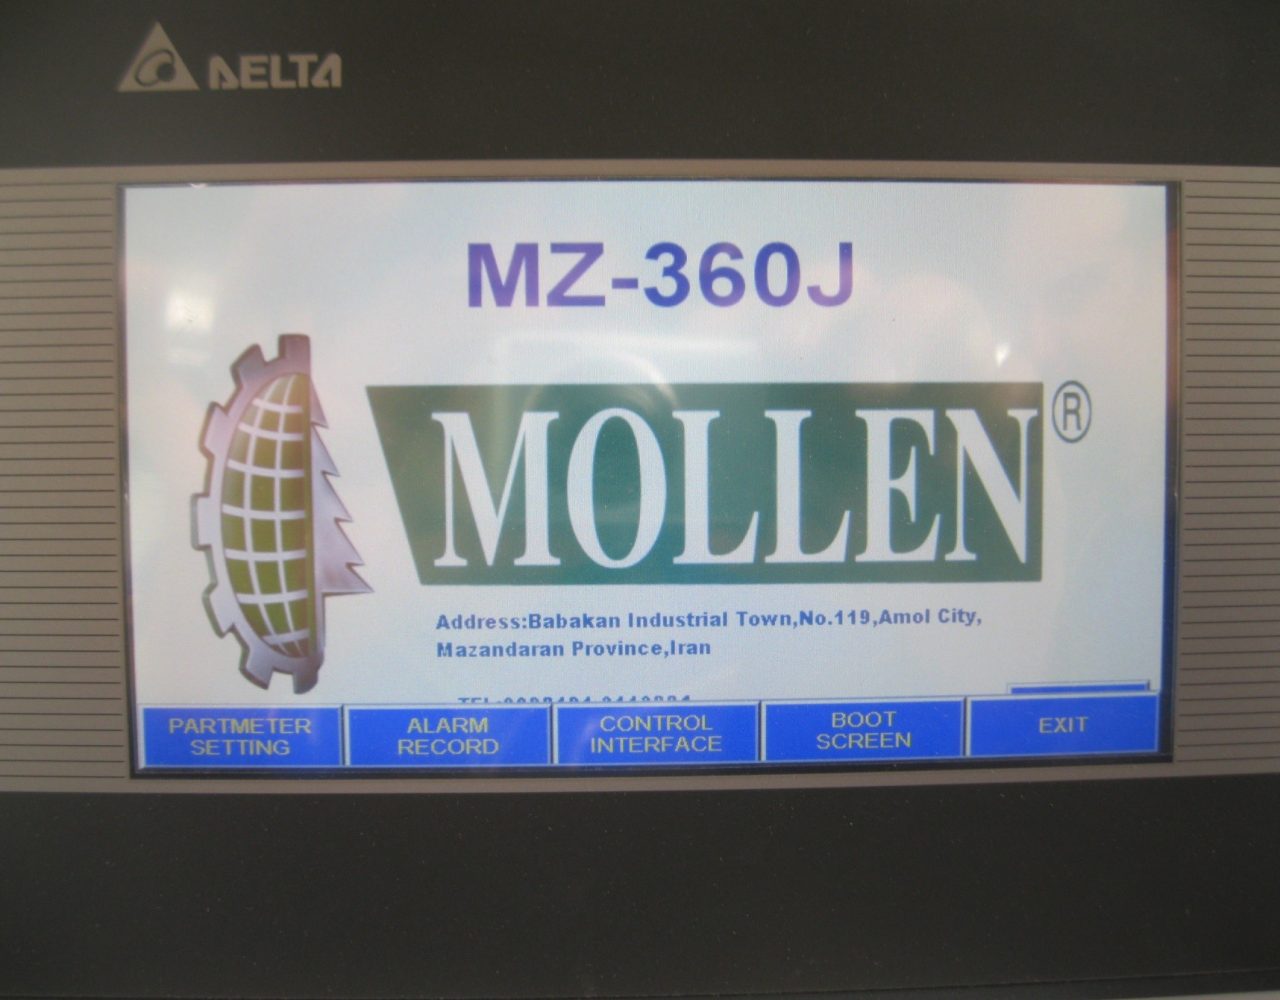 DELTA
MZ-360J
MOLLEN ®
Address:Babakan Industrial Town,No.119,Amol City,
Mazandaran Province,Iran
PARTMETER
SETTING
ALARM
RECORD
CONTROL
INTERFACE
BOOT
SCREEN
EXIT